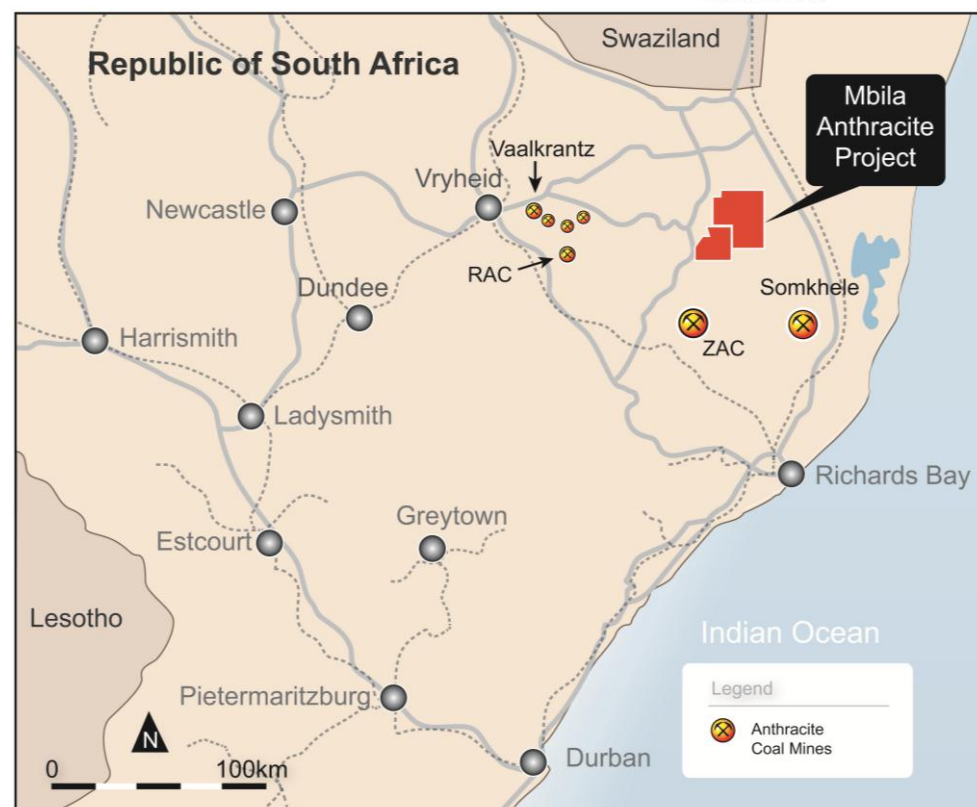 Swaziland
Republic of South Africa
Mbila
Anthracite
Project
Vaalkrantz
Vryheid
Newcastle
RAC
Dundee
Somkhele
Harrismith
ZAC
Ladysmith
Richards Bay
Greytown
Estcourt
Lesotho
Indian Ocean
Legend
Pietermaritzburg
Anthracite
Coal Mines
N
Durban
0 100km